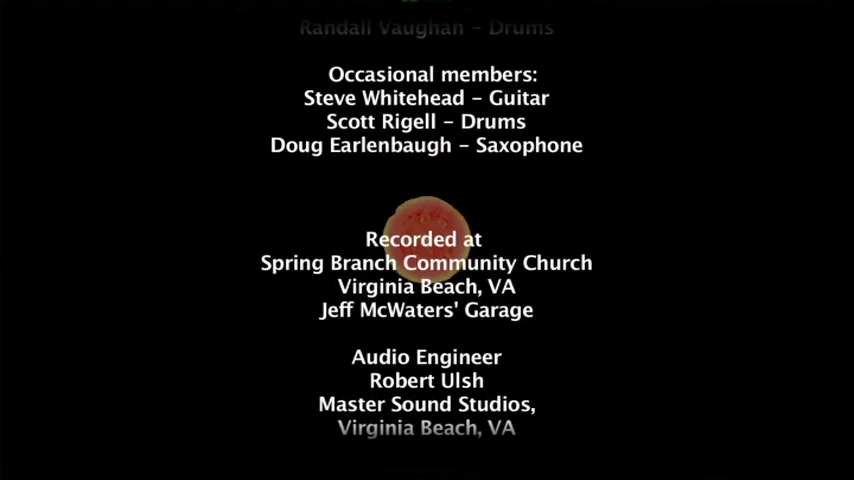 Randall Vaughan - Drums
Occasional members:
Steve Whitehead - Guitar
Scott Rigell - Drums
Doug Earlenbaugh - Saxophone
Recorded at
Spring Branch Community Church
Virginia Beach, VA
Jeff McWaters' Garage
Audio Engineer
Robert Ulsh
Master Sound Studios,
Virginia Beach, VA